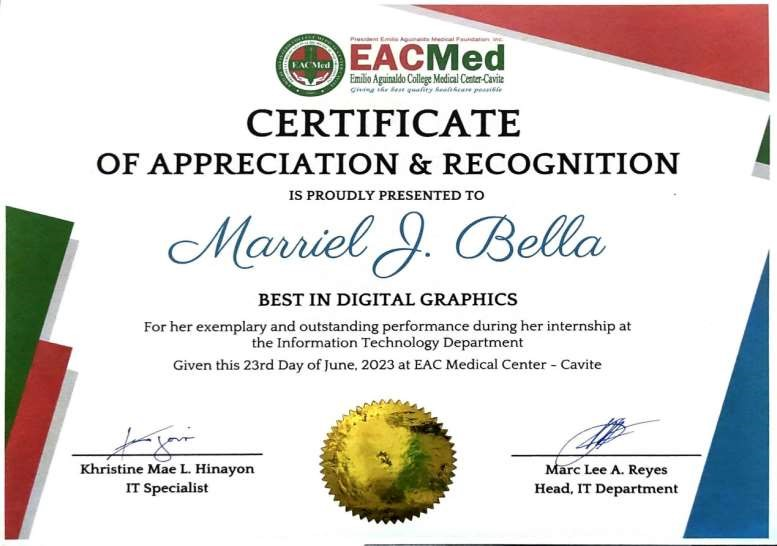 President Emilio Aguinaldo Medical Foundation, Inc.
EACMed
EACMed
Emilio Aguinaldo College Medical Center-Cavite
Giving the best quality healthcare possible
CERTIFICATE
OF APPRECIATION & RECOGNITION
IS PROUDLY PRESENTED TO
Marriel J. Bella
BEST IN DIGITAL GRAPHICS
For her exemplary and outstanding performance during her internship at
the Information Technology Department
Given this 23rd Day of June, 2023 at EAC Medical Center - Cavite
Khristine Mae L. Hinayon
IT Specialist
Marc Lee A. Reyes
Head, IT Department